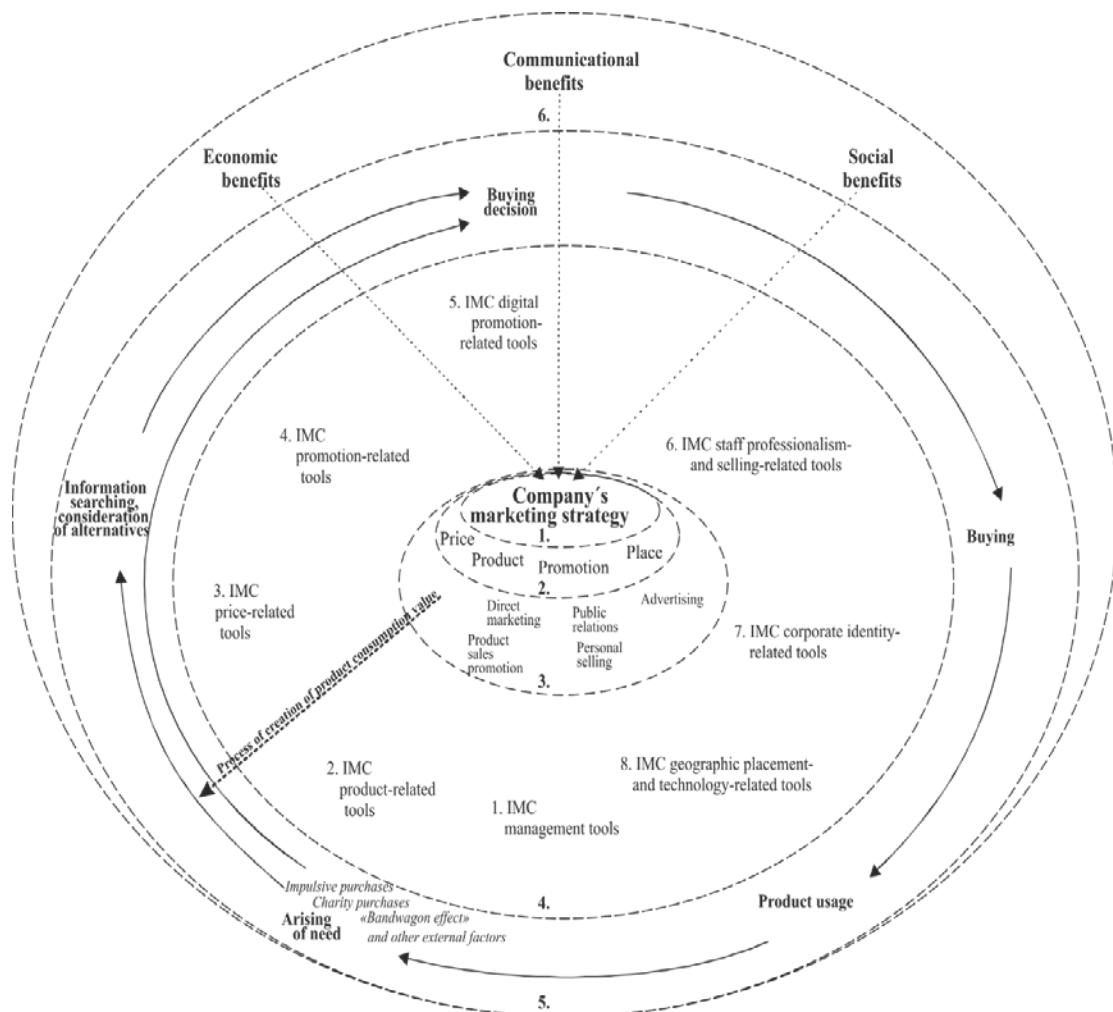 Communicational
benefits
6.
Economic
benefits
Social
benefits
Buying
decision
5. IMC digital
promotion-
related tools
4. IMC
promotion-related
tools
6. IMC staff professionalism-
and selling-related tools
Information
searching,
consideration
of alternatives
Company´s
marketing strategy
1.
Price
Product
Promotion
Place
2.
Buying
Direct
marketing
Public
relations
Advertising
Product
sales
promotion
Personal
selling
3.
3. IMC
price-related
tools
7. IMC corporate identity-
related tools
Process of creation of product consumption value
2. IMC
product-related
tools
1. IMC
management tools
8. IMC geographic placement-
and technology-related tools
Impulsive purchases
Charity purchases
«Bandwagon effect»
and other external factors
Arising
of need
4.
Product usage
5.